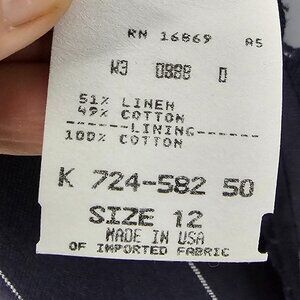 RN 16869 A5
W3 0888 0
51% LINEN
49% COTTON
-----LINING-----
100% COTTON
K 724-582 50
SIZE 12
MADE IN USA
OF IMPORTED FABRIC